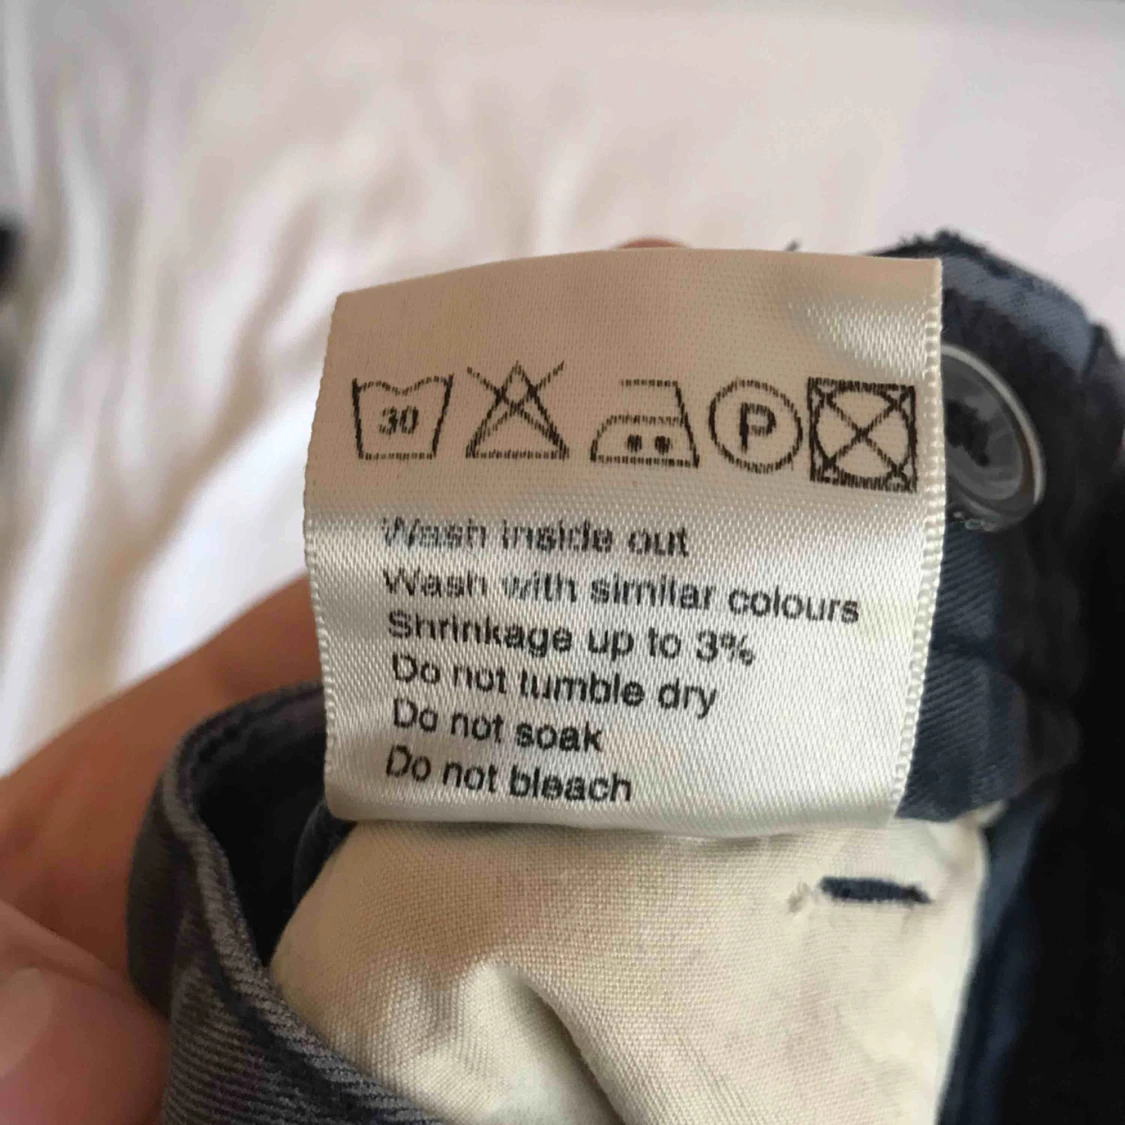 30 P
Wash inside out
Wash with similar colours
Shrinkage up to 3%
Do not tumble dry
Do not soak
Do not bleach